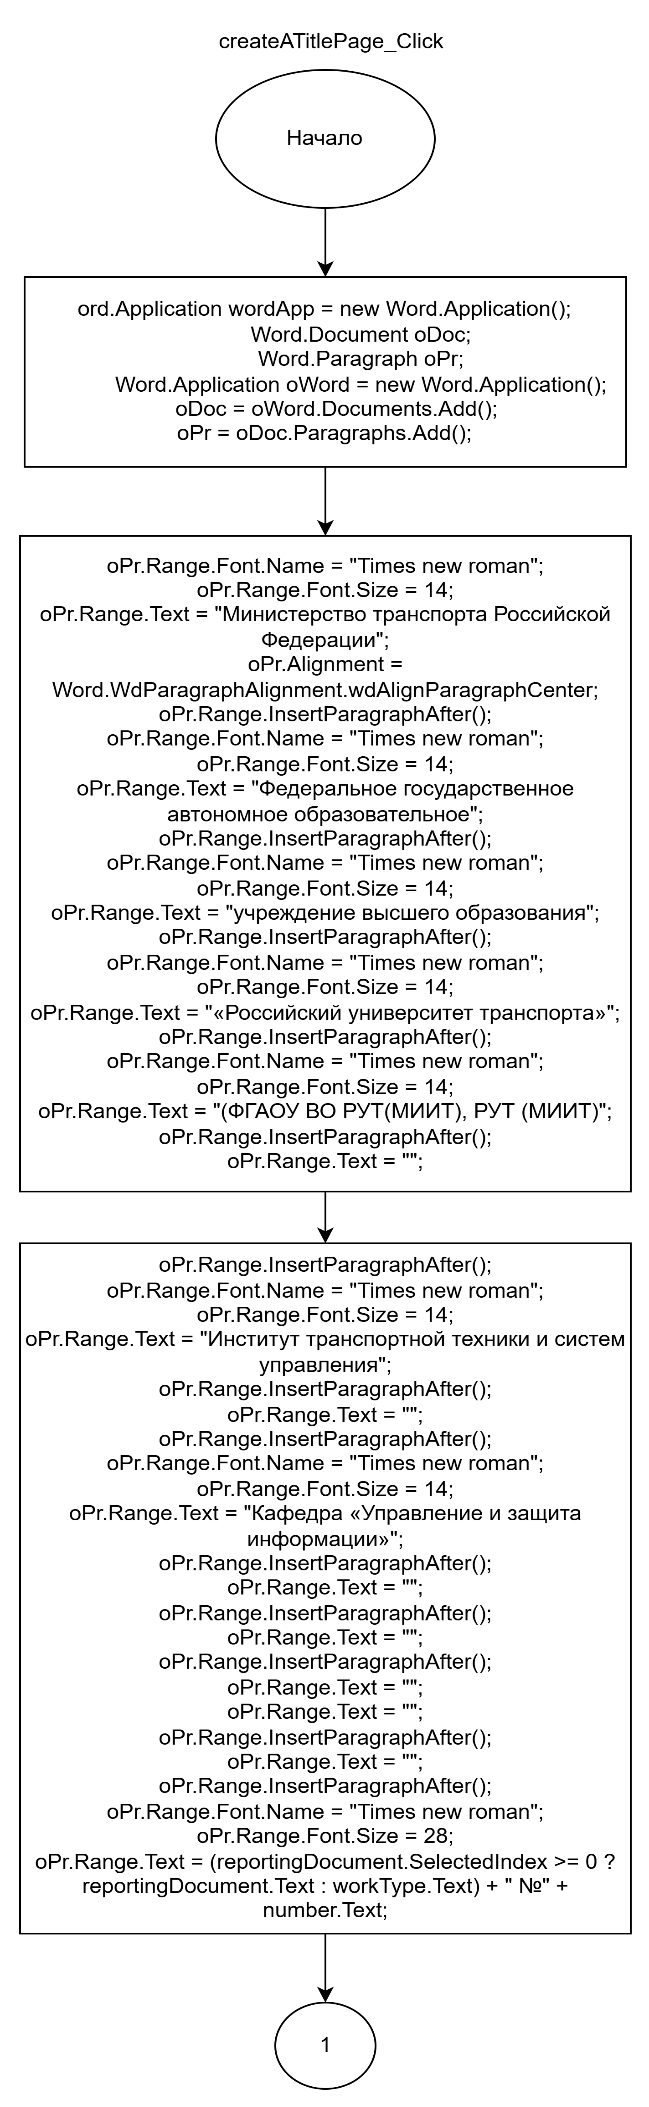 createATitlePage_Click
Начало
ord.Application wordApp = new Word.Application();
Word.Document oDoc;
Word.Paragraph oPr;
Word.Application oWord = new Word.Application();
oDoc = oWord.Documents.Add();
oPr = oDoc.Paragraphs.Add();
oPr.Range.Font.Name = "Times new roman";
oPr.Range.Font.Size = 14;
oPr.Range.Text = "Министерство транспорта Российской
Федерации";
oPr.Alignment =
Word.WdParagraphAlignment.wdAlignParagraphCenter;
oPr.Range.InsertParagraphAfter();
oPr.Range.Font.Name = "Times new roman";
oPr.Range.Font.Size = 14;
oPr.Range.Text = "Федеральное государственное
автономное образовательное";
oPr.Range.InsertParagraphAfter();
oPr.Range.Font.Name = "Times new roman";
oPr.Range.Font.Size = 14;
oPr.Range.Text = "учреждение высшего образования";
oPr.Range.InsertParagraphAfter();
oPr.Range.Font.Name = "Times new roman";
oPr.Range.Font.Size = 14;
oPr.Range.Text = "«Российский университет транспорта»";
oPr.Range.InsertParagraphAfter();
oPr.Range.Font.Name = "Times new roman";
oPr.Range.Font.Size = 14;
oPr.Range.Text = "(ФГАОУ ВО РУТ(МИИТ), РУТ (МИИТ)";
oPr.Range.InsertParagraphAfter();
oPr.Range.Text = "";
oPr.Range.InsertParagraphAfter();
oPr.Range.Font.Name = "Times new roman";
oPr.Range.Font.Size = 14;
oPr.Range.Text = "Институт транспортной техники и систем
управления";
oPr.Range.InsertParagraphAfter();
oPr.Range.Text = "";
oPr.Range.InsertParagraphAfter();
oPr.Range.Font.Name = "Times new roman";
oPr.Range.Font.Size = 14;
oPr.Range.Text = "Кафедра «Управление и защита
информации»";
oPr.Range.InsertParagraphAfter();
oPr.Range.Text = "";
oPr.Range.InsertParagraphAfter();
oPr.Range.Text = "";
oPr.Range.InsertParagraphAfter();
oPr.Range.Text = "";
oPr.Range.Text = "";
oPr.Range.InsertParagraphAfter();
oPr.Range.Text = "";
oPr.Range.InsertParagraphAfter();
oPr.Range.Font.Name = "Times new roman";
oPr.Range.Font.Size = 28;
oPr.Range.Text = (reportingDocument.SelectedIndex >= 0 ?
reportingDocument.Text : workType.Text) + " №" +
number.Text;
1